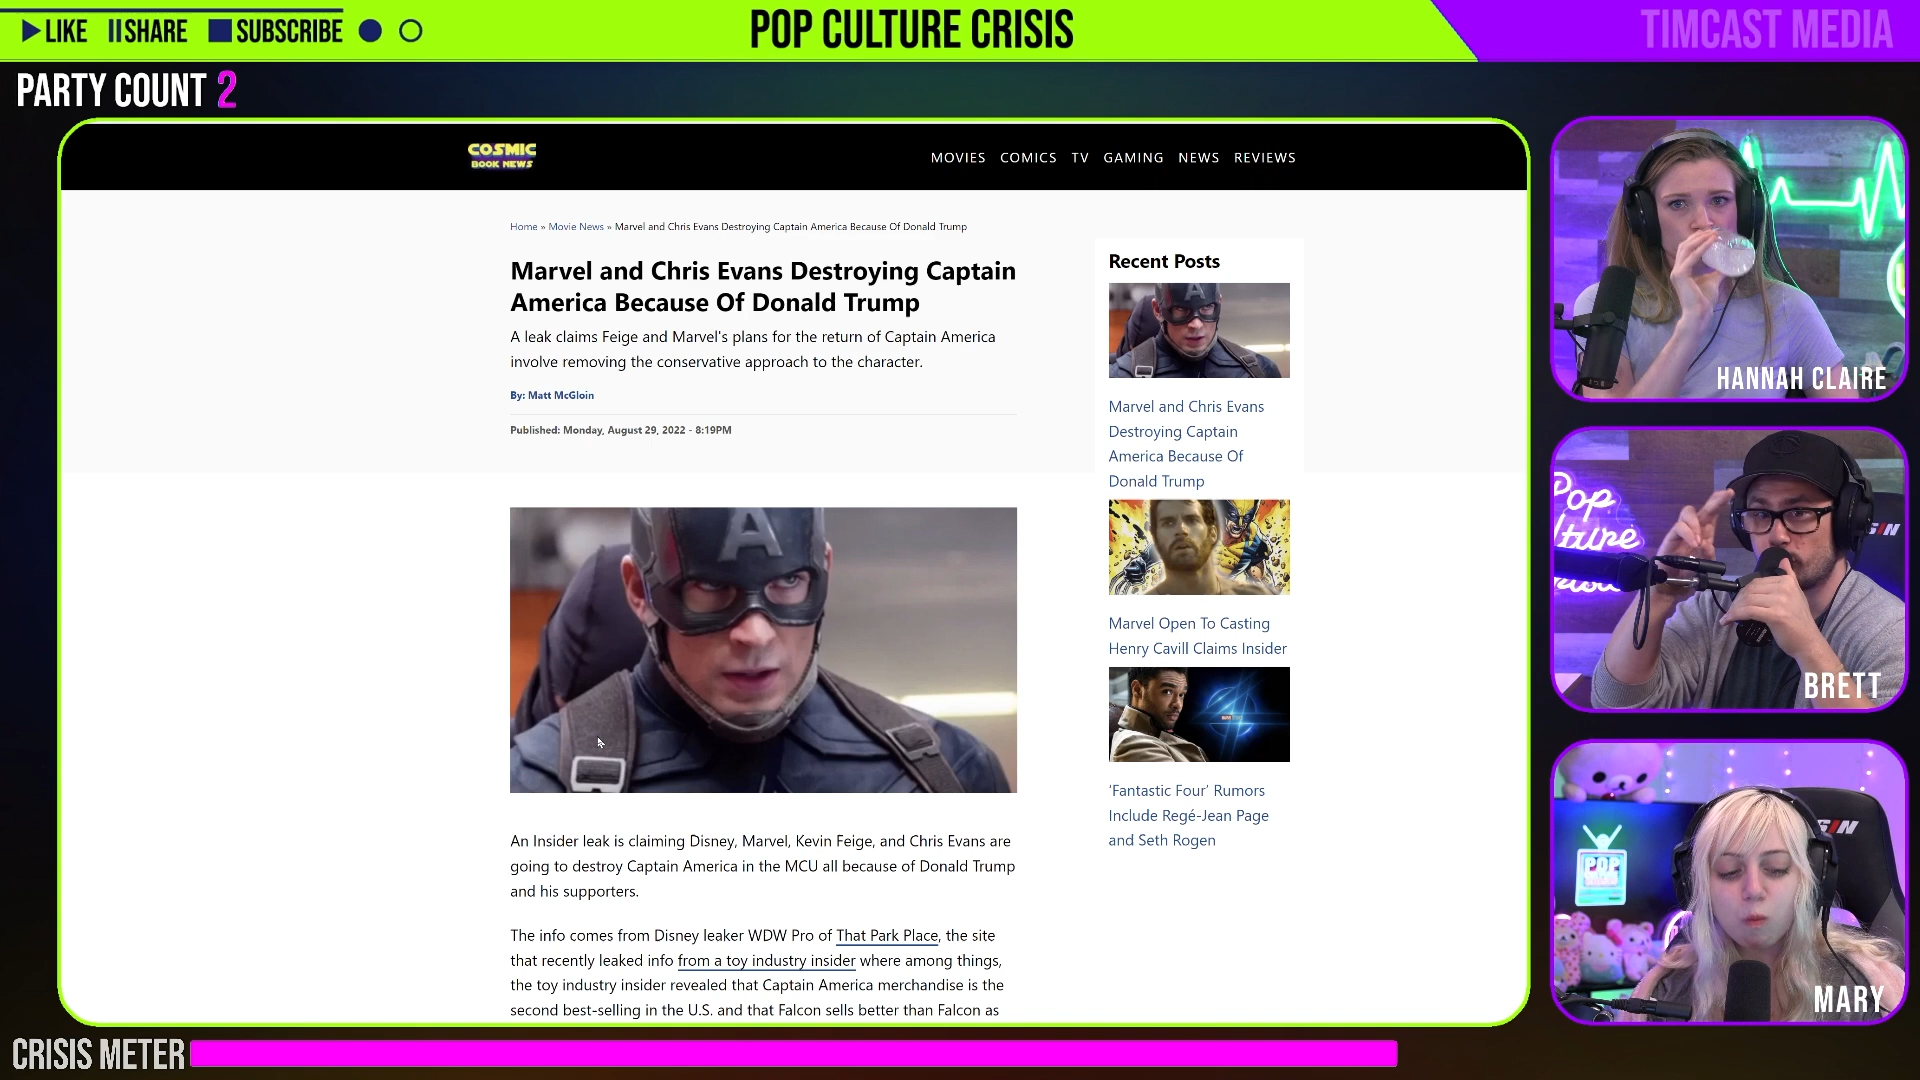 LIKE SHARE SUBSCRIBE
POP CULTURE CRISIS
TIMCAST MEDIA
PARTY COUNT 2
COSMIC
BOOK NEWS
MOVIES COMICS TV GAMING NEWS REVIEWS
Home » Movie News » Marvel and Chris Evans Destroying Captain America Because Of Donald Trump
Marvel and Chris Evans Destroying Captain
America Because Of Donald Trump
A leak claims Feige and Marvel's plans for the return of Captain America
involve removing the conservative approach to the character.
By: Matt McGloin
Published: Monday, August 29, 2022 - 8:19PM
A
An Insider leak is claiming Disney, Marvel, Kevin Feige, and Chris Evans are
going to destroy Captain America in the MCU all because of Donald Trump
and his supporters.
The info comes from Disney leaker WDW Pro of That Park Place, the site
that recently leaked info from a toy industry insider where among things,
the toy industry insider revealed that Captain America merchandise is the
second best-selling in the U.S. and that Falcon sells better than Falcon as
Recent Posts
Marvel and Chris Evans
Destroying Captain
America Because Of
Donald Trump
Marvel Open To Casting
Henry Cavill Claims Insider
‘Fantastic Four’ Rumors
Include Regé-Jean Page
and Seth Rogen
HANNAH CLAIRE
Pop
BRETT
POP
MARY
CRISIS METER